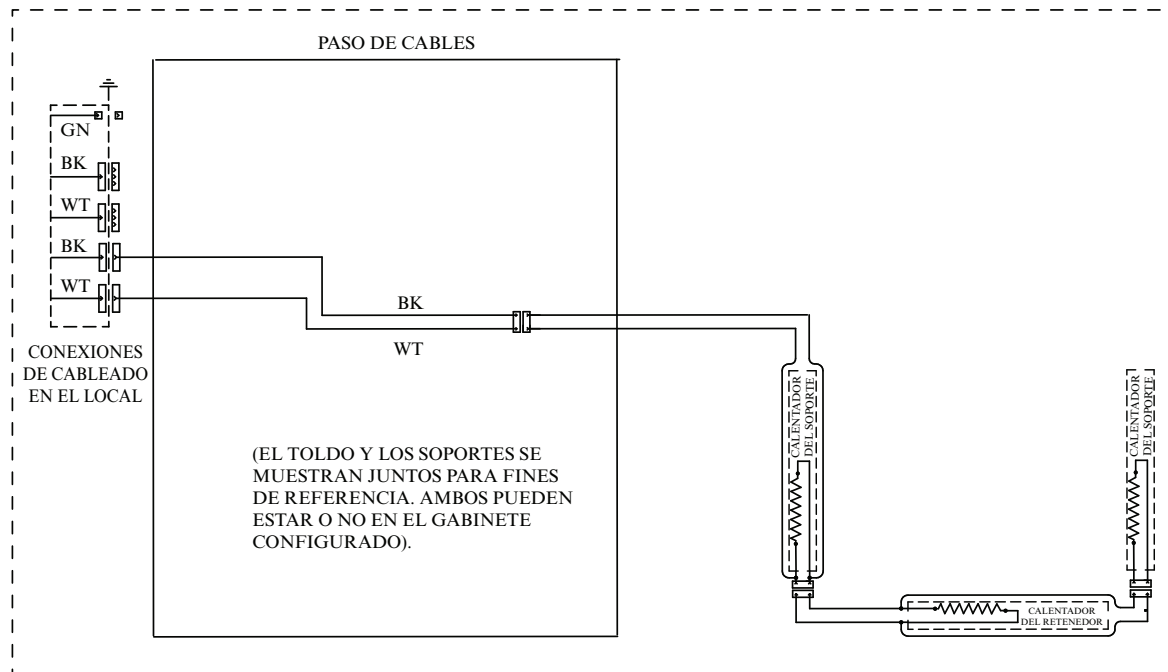 PASO DE CABLES
GN
BK
WT
BK
WT
CONEXIONES
DE CABLEADO
EN EL LOCAL
BK
WT
(EL TOLDO Y LOS SOPORTES SE
MUESTRAN JUNTOS PARA FINES
DE REFERENCIA. AMBOS PUEDEN
ESTAR O NO EN EL GABINETE
CONFIGURADO).
CALENTADOR
DEL SOPORTE
CALENTADOR
DEL RETENEDOR
CALENTADOR
DEL SOPORTE